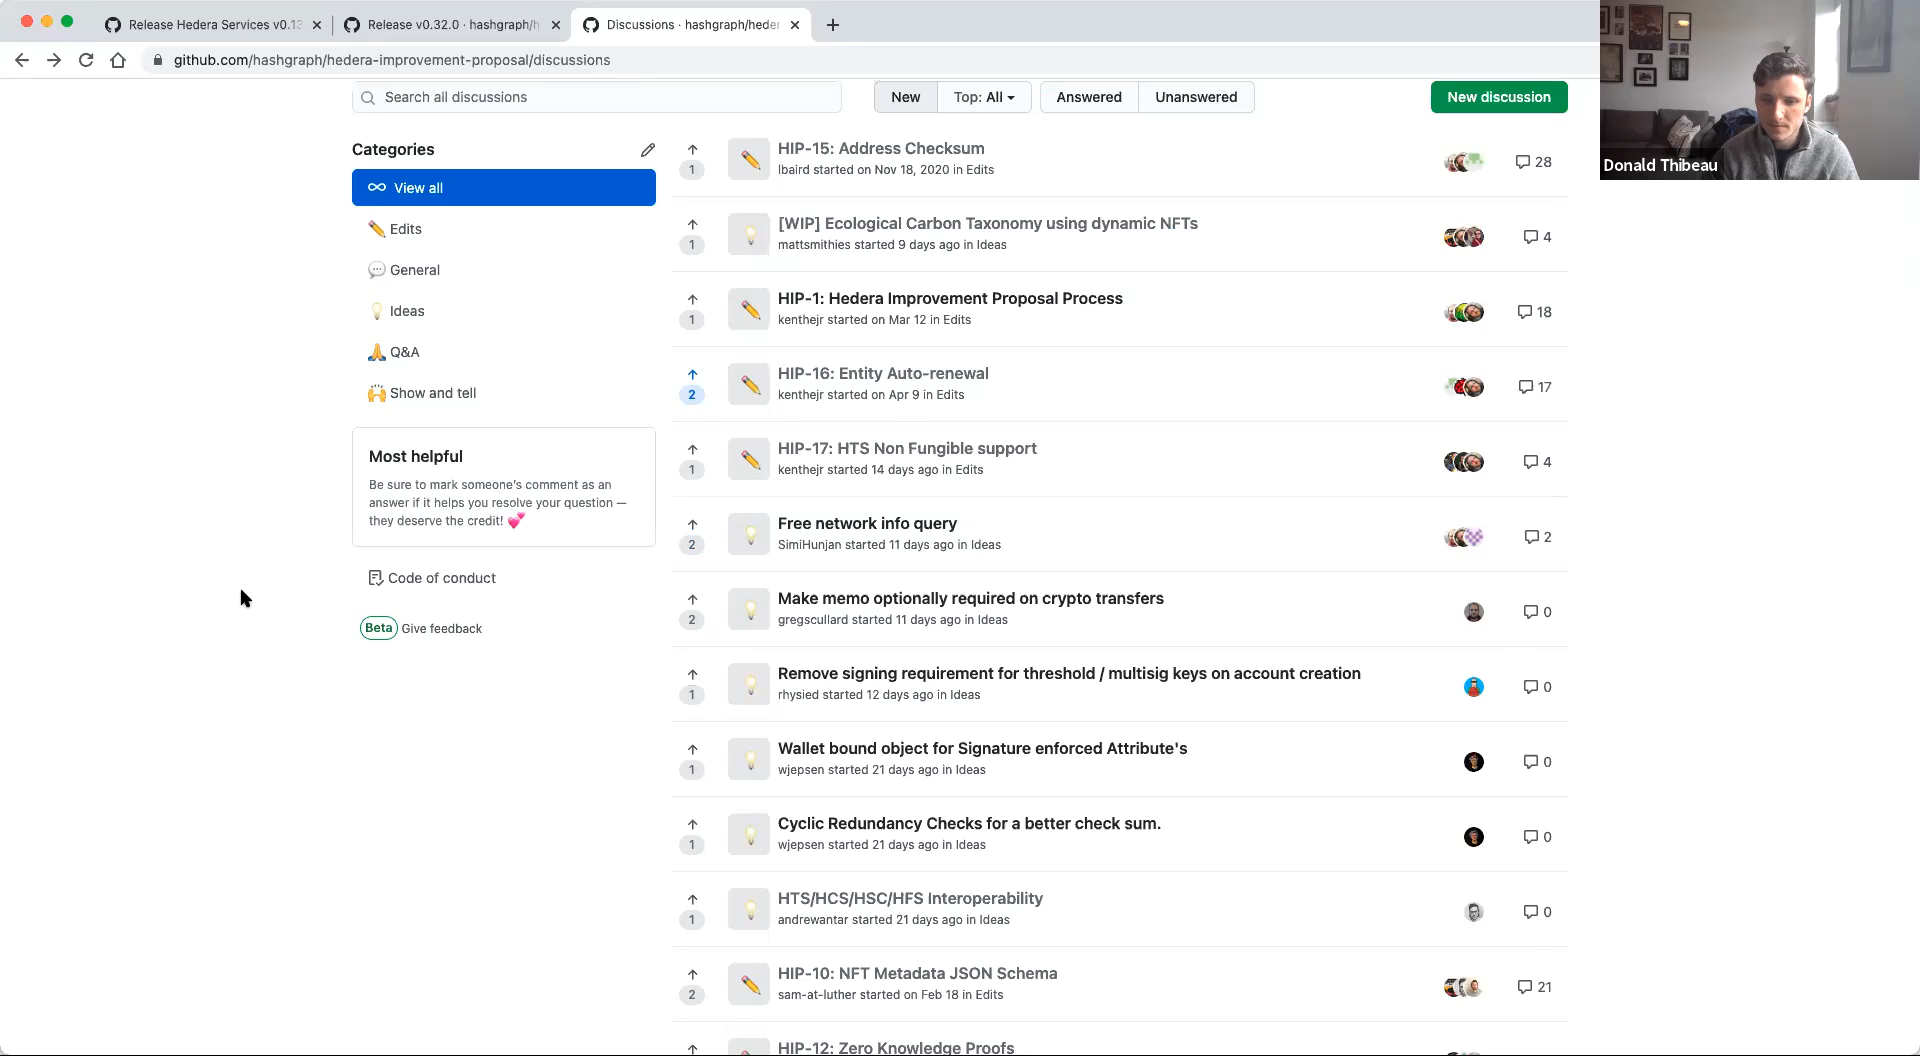 Release Hedera Services v0.13
Release v0.32.0 · hashgraph/h
Discussions · hashgraph/heder
github.com/hashgraph/hedera-improvement-proposal/discussions
Donald Thibeau
Search all discussions
New
Top: All
Answered
Unanswered
New discussion
Categories
View all
Edits
General
Ideas
Q&A
Show and tell
Most helpful
Be sure to mark someone's comment as an
answer if it helps you resolve your question —
they deserve the credit! 💕
Code of conduct
Beta Give feedback
1
HIP-15: Address Checksum
lbaird started on Nov 18, 2020 in Edits
28
1
[WIP] Ecological Carbon Taxonomy using dynamic NFTs
mattsmithies started 9 days ago in Ideas
4
1
HIP-1: Hedera Improvement Proposal Process
kenthejr started on Mar 12 in Edits
18
2
HIP-16: Entity Auto-renewal
kenthejr started on Apr 9 in Edits
17
1
HIP-17: HTS Non Fungible support
kenthejr started 14 days ago in Edits
4
2
Free network info query
SimiHunjan started 11 days ago in Ideas
2
2
Make memo optionally required on crypto transfers
gregscullard started 11 days ago in Ideas
0
1
Remove signing requirement for threshold / multisig keys on account creation
rhysied started 12 days ago in Ideas
0
1
Wallet bound object for Signature enforced Attribute's
wjepsen started 21 days ago in Ideas
0
1
Cyclic Redundancy Checks for a better check sum.
wjepsen started 21 days ago in Ideas
0
1
HTS/HCS/HSC/HFS Interoperability
andrewantar started 21 days ago in Ideas
0
2
HIP-10: NFT Metadata JSON Schema
sam-at-luther started on Feb 18 in Edits
21
HIP-12: Zero Knowledge Proofs